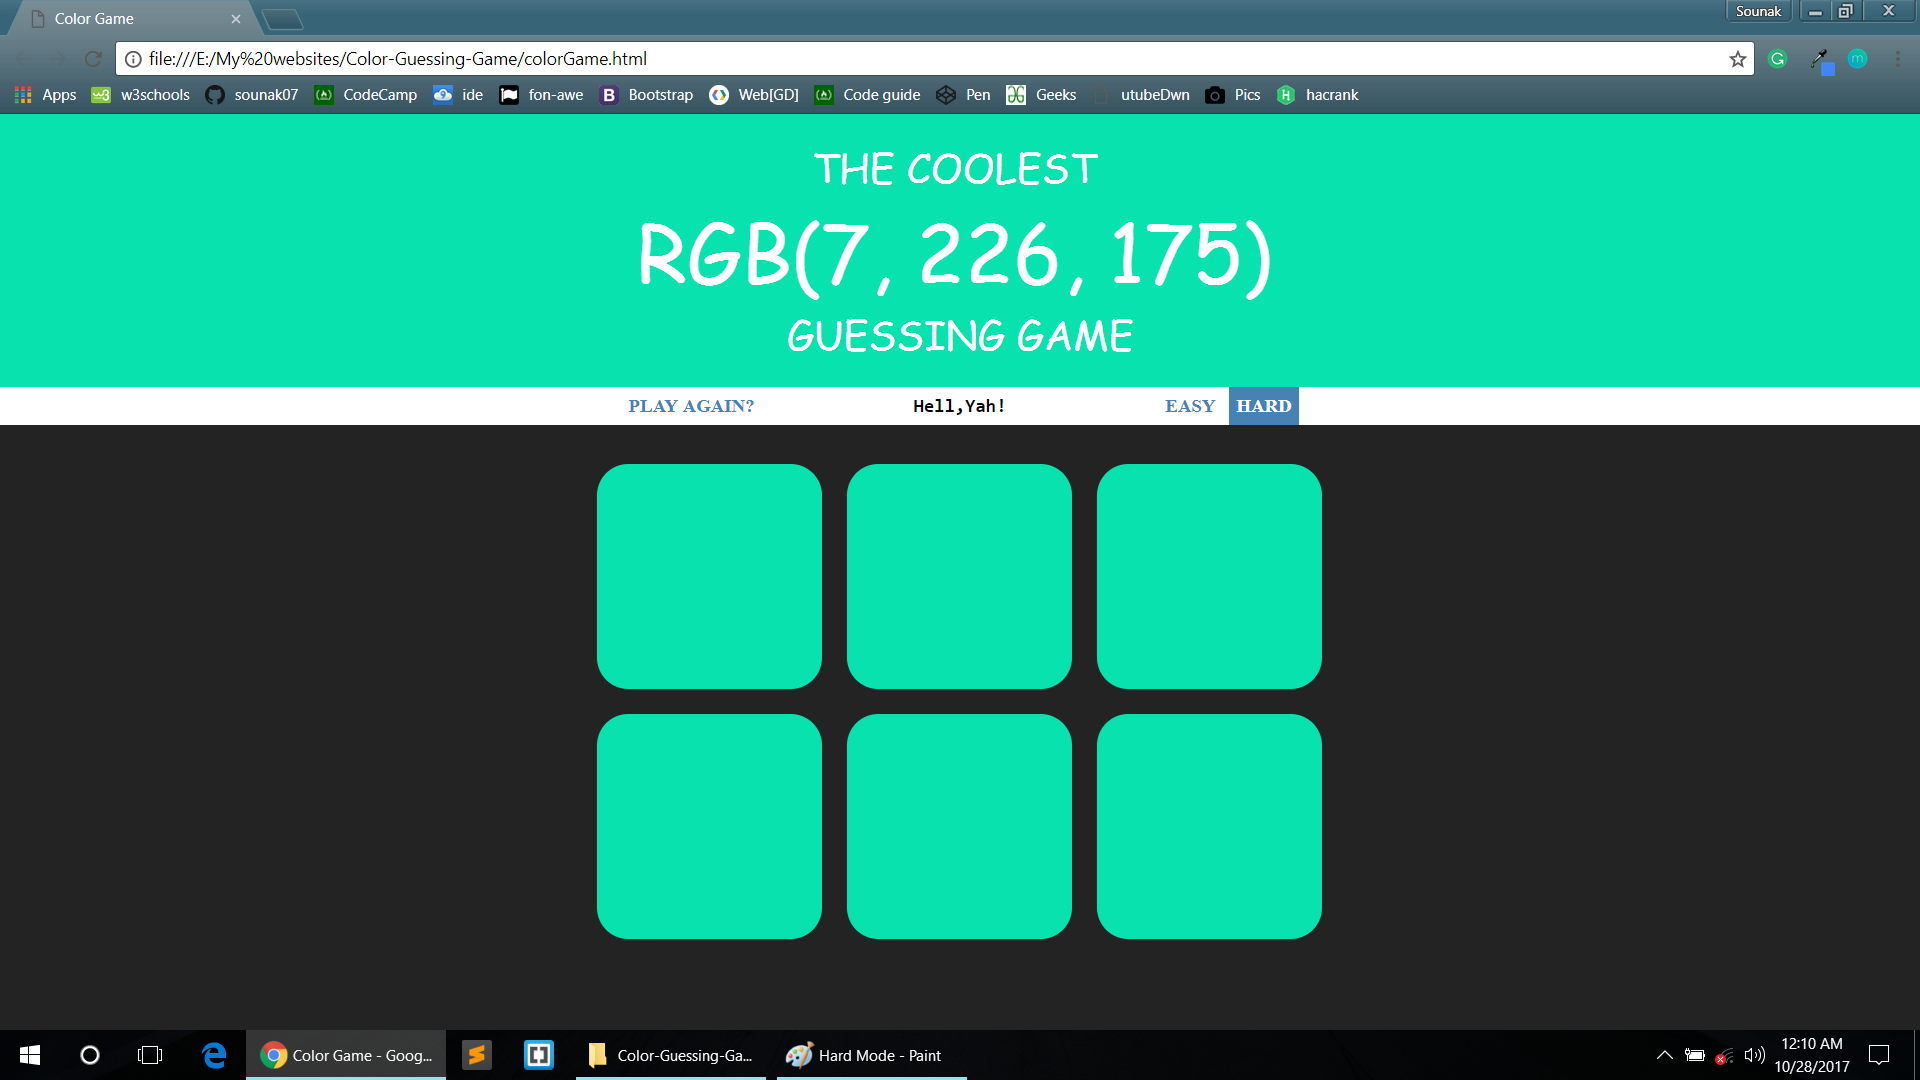 Color Game
Sounak
file:///E:/My%20websites/Color-Guessing-Game/colorGame.html
Apps w3schools sounak07 CodeCamp ide fon-awe Bootstrap Web[GD] Code guide Pen Geeks utubeDwn Pics hacrank
THE COOLEST
RGB(7, 226, 175)
GUESSING GAME
PLAY AGAIN? Hell,Yah! EASY HARD
Color Game - Goog... Color-Guessing-Ga... Hard Mode - Paint
12:10 AM
10/28/2017